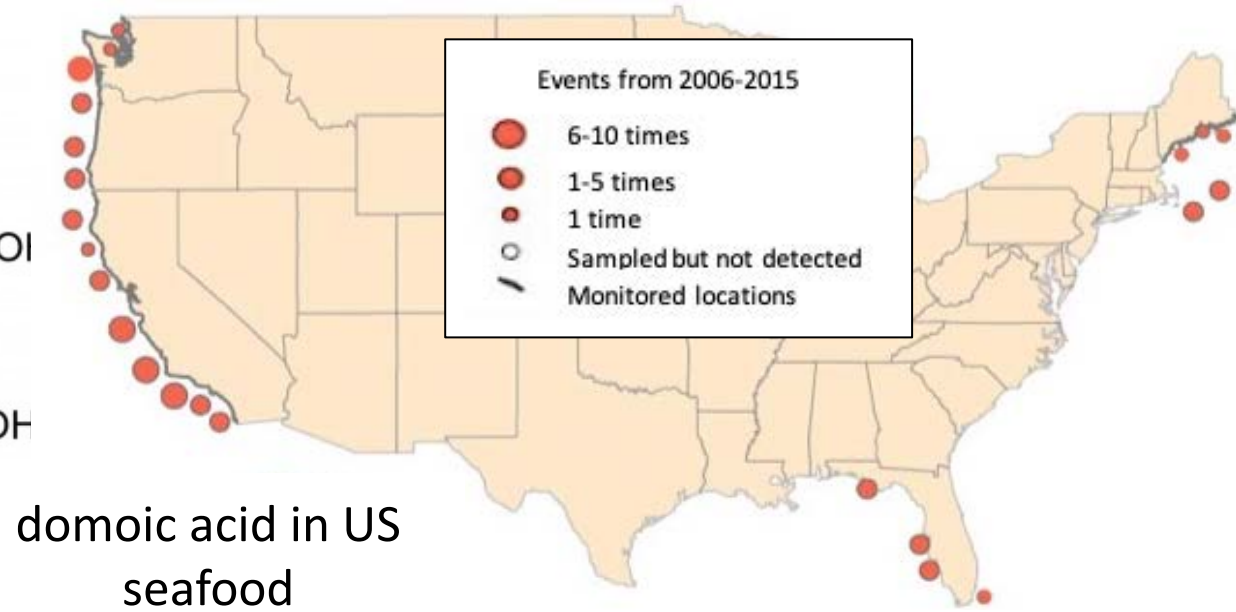 Events from 2006-2015
6-10 times
1-5 times
1 time
Sampled but not detected
Monitored locations
OH
domoic acid in US
seafood